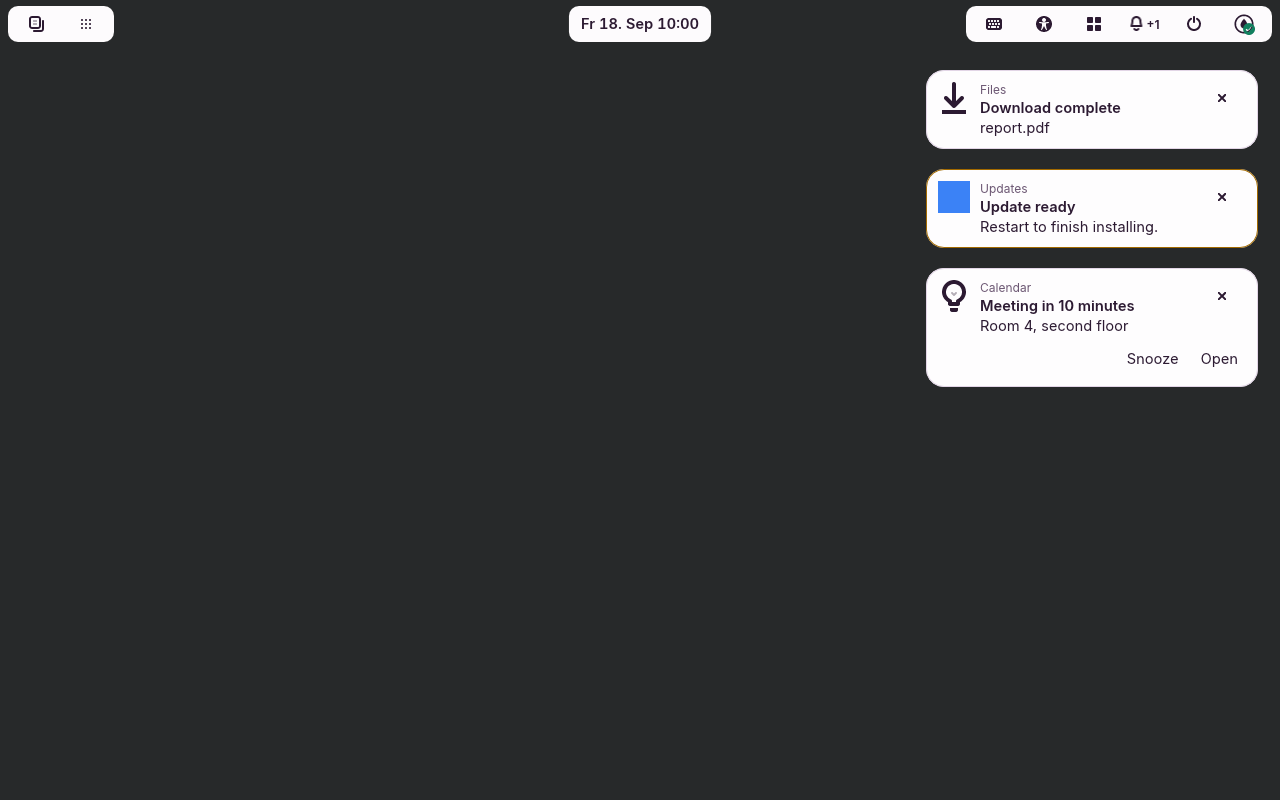 Fr 18. Sep 10:00
+1
Files
Download complete
report.pdf
Updates
Update ready
Restart to finish installing.
Calendar
Meeting in 10 minutes
Room 4, second floor
Snooze Open